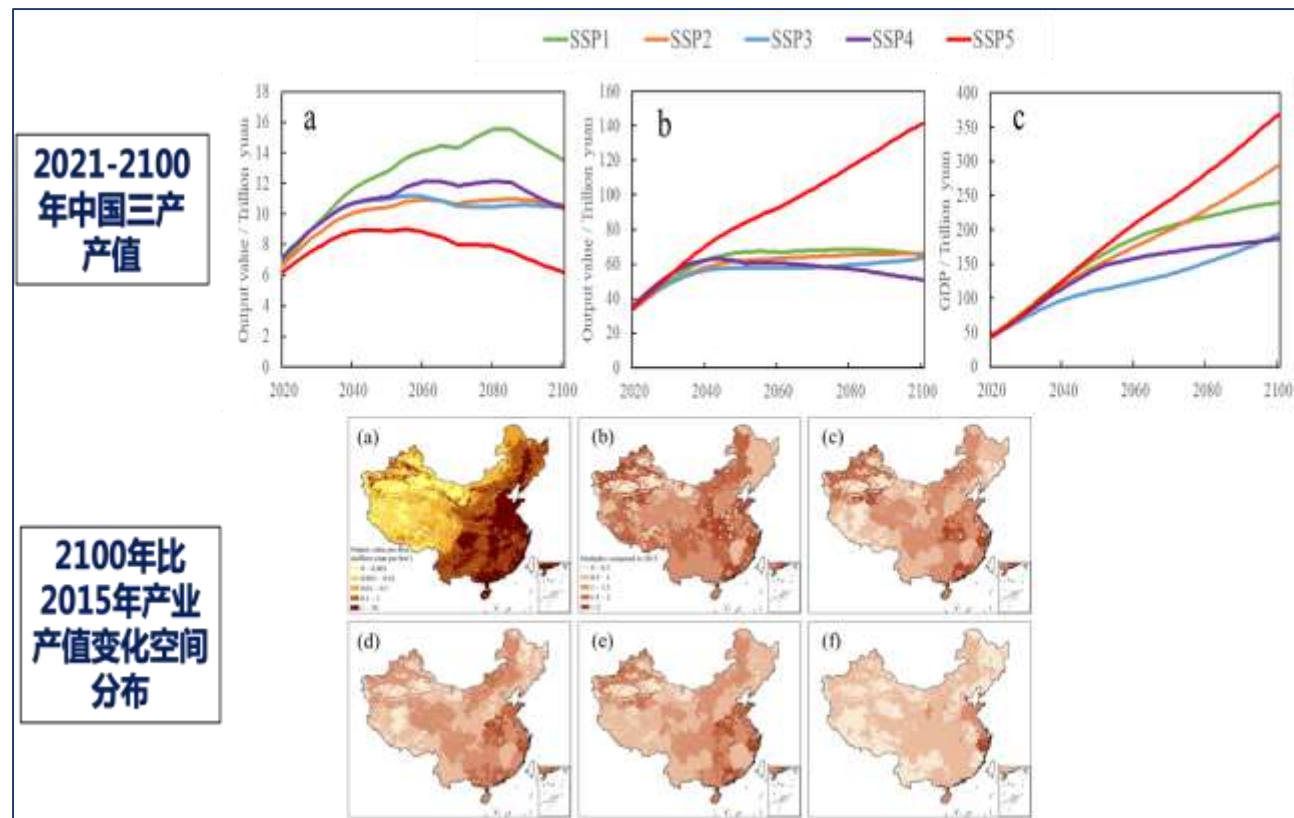 SSP1 SSP2 SSP3 SSP4 SSP5
2021-2100
年中国三产
产值
a
Output value / Trillion yuan
18
16
14
12
10
8
6
4
2
0
2020 2040 2060 2080 2100
b
Output value / Trillion yuan
160
140
120
100
80
60
40
20
0
2020 2040 2060 2080 2100
c
GDP / Trillion yuan
400
350
300
250
200
150
100
50
0
2020 2040 2060 2080 2100
2100年比
2015年产业
产值变化空间
分布
(a)
(b)
(c)
(d)
(e)
(f)